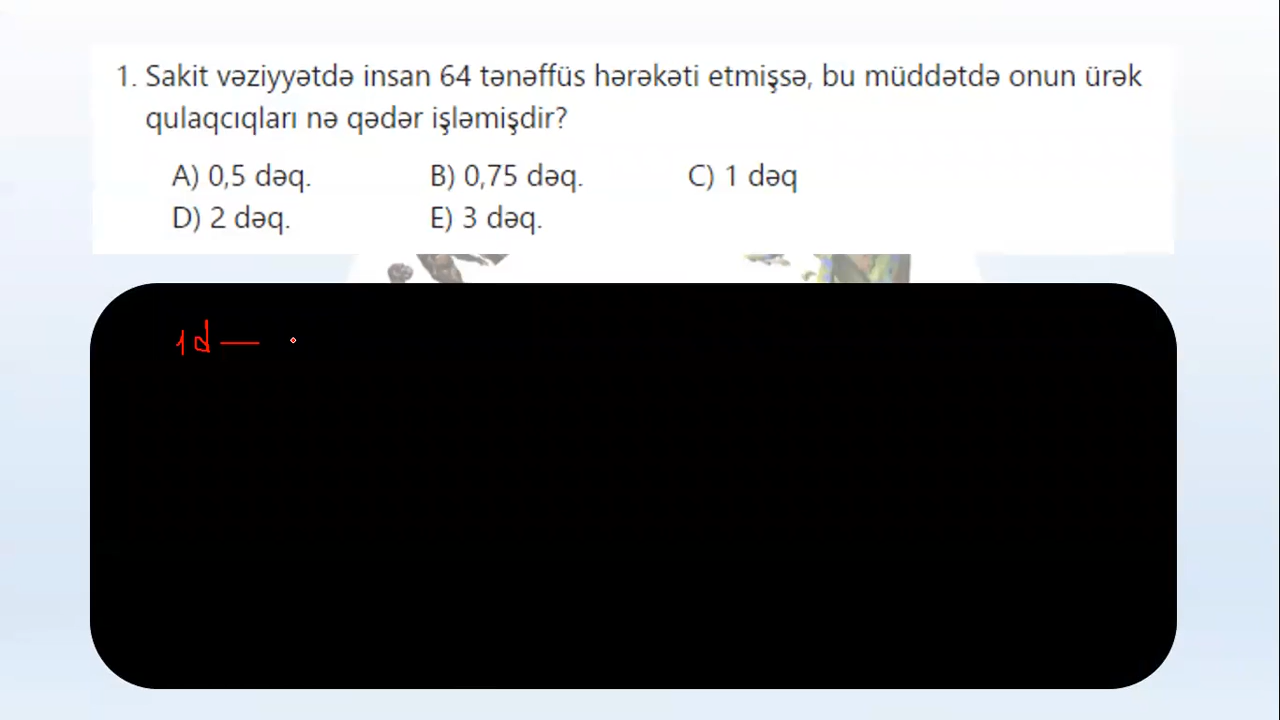 1. Sakit vəziyyətdə insan 64 tənəffüs hərəkəti etmişsə, bu müddətdə onun ürək
qulaqcıqları nə qədər işləmişdir?
A) 0,5 dəq. B) 0,75 dəq. C) 1 dəq
D) 2 dəq. E) 3 dəq.
1d —